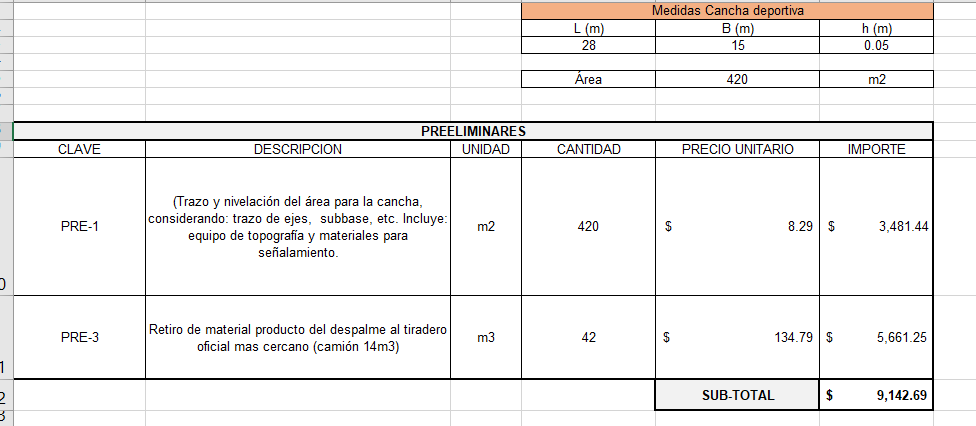 Medidas Cancha deportiva
L (m) B (m) h (m)
28 15 0.05
Área 420 m2
PREELIMINARES
CLAVE DESCRIPCION UNIDAD CANTIDAD PRECIO UNITARIO IMPORTE
(Trazo y nivelación del área para la cancha,
considerando: trazo de ejes, subbase, etc. Incluye:
equipo de topografía y materiales para
señalamiento.
PRE-1 m2 420 $ 8.29 $ 3,481.44
Retiro de material producto del despalme al tiradero
oficial mas cercano (camión 14m3)
PRE-3 m3 42 $ 134.79 $ 5,661.25
SUB-TOTAL $ 9,142.69